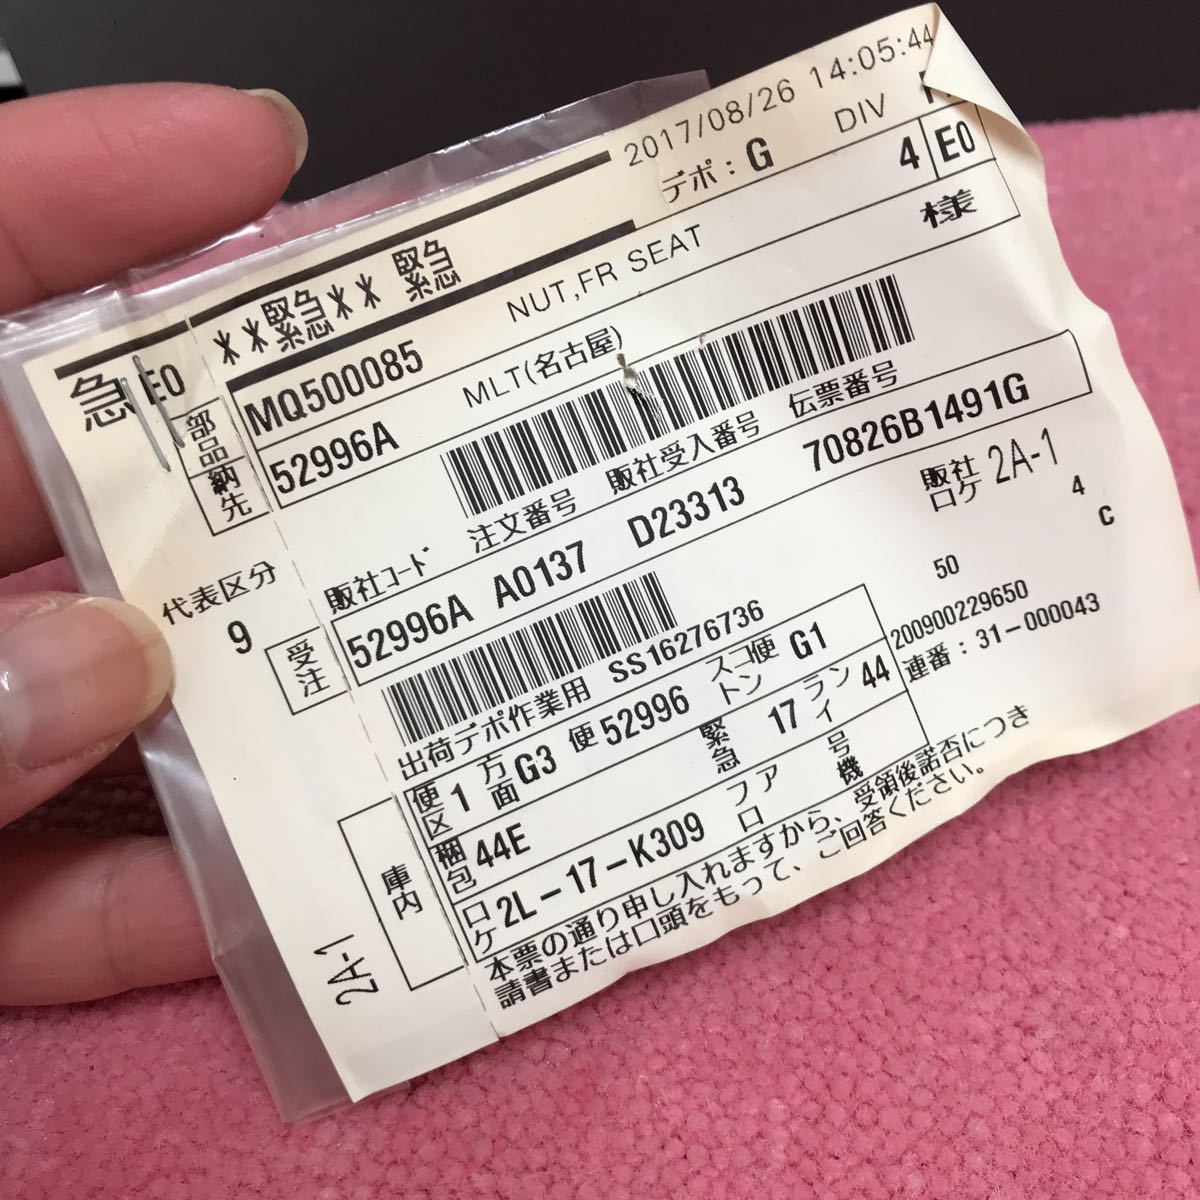 2017/08/26 14:05:44
デポ：G DIV
**緊急** 緊急
4 E0
急 E0
部品 MQ500085 NUT,FR SEAT
納先 52996A MLT(名古屋) 様
販社コード 注文番号 販社受入番号 伝票番号
52996A A0137 D23313 70826B1491G
代表区分
9
受注
販社ロケ 2A-1
4
C
出荷デポ作業用 SS16276736
50
200900229650
連番：31-000043
便区 1 方面 G3 便 52996 ストコン便 G1
梱包 44E 緊急 17 ライン 44
ロケ 2L-17-K309 フロア 号機
庫内
2A-1
本票の通り申し入れますから、受領後諾否につき
請書または口頭をもって、ご回答ください。